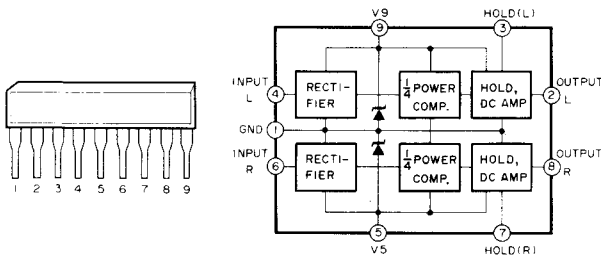 V9
HOLD(L)
9
3
INPUT
L
4
RECTI-
FIER
1/4 POWER
COMP.
HOLD,
DC AMP
2
OUTPUT
L
GND
1
INPUT
R
6
RECTI-
FIER
1/4 POWER
COMP.
HOLD,
DC AMP
8
OUTPUT
R
5
V5
7
HOLD(R)
1 2 3 4 5 6 7 8 9